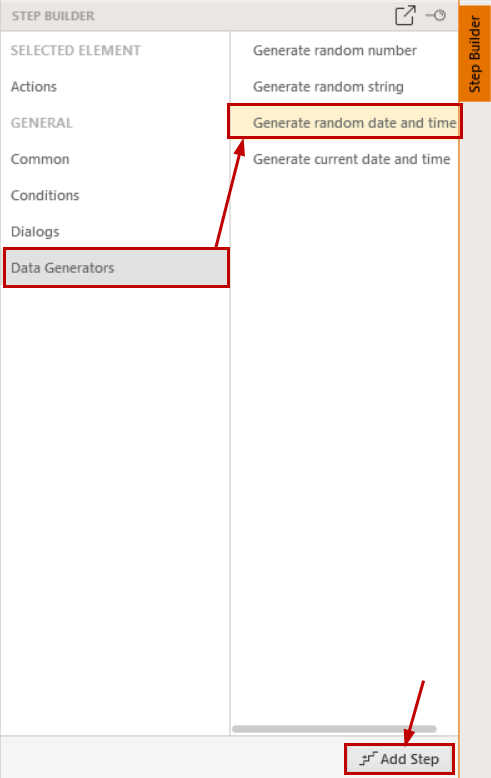 STEP BUILDER
SELECTED ELEMENT
Actions
GENERAL
Common
Conditions
Dialogs
Data Generators
Generate random number
Generate random string
Generate random date and time
Generate current date and time
Step Builder
Add Step